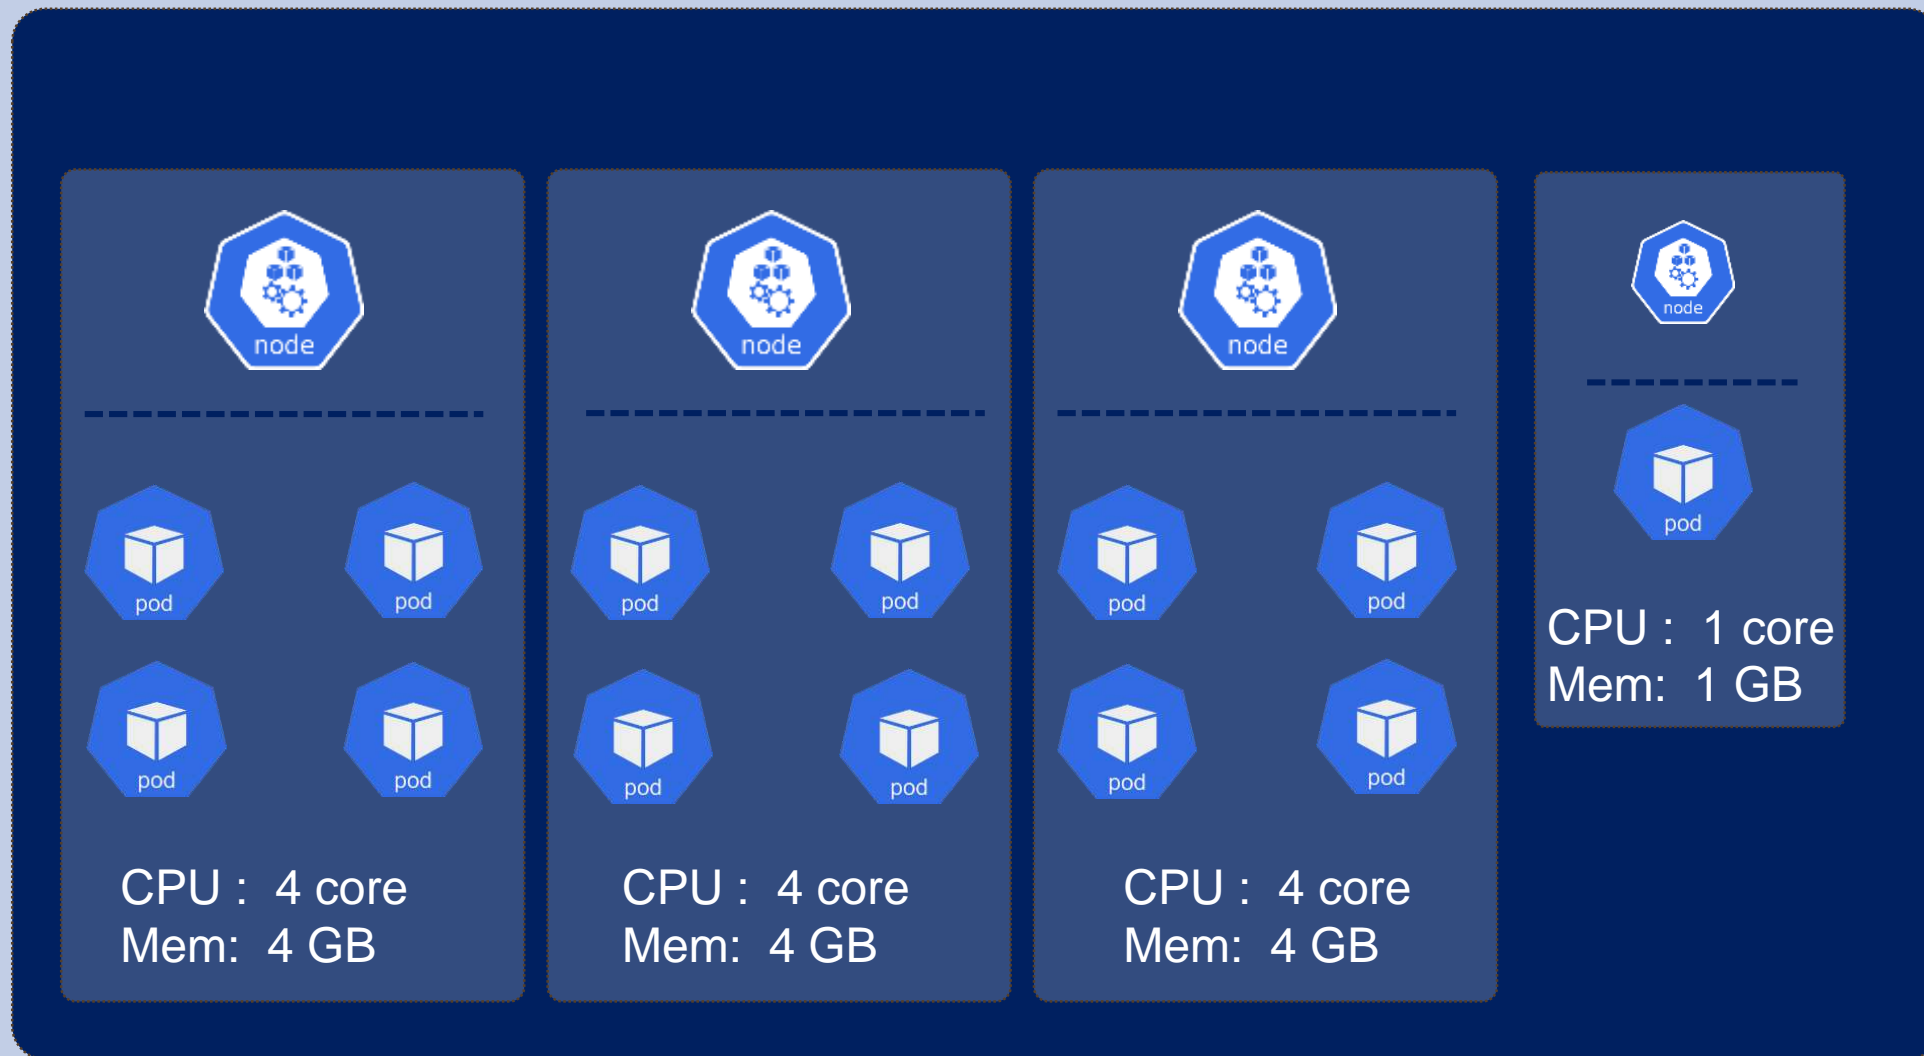 node
pod
pod
pod
pod
CPU : 4 core
Mem: 4 GB
node
pod
pod
pod
pod
CPU : 4 core
Mem: 4 GB
node
pod
pod
pod
pod
CPU : 4 core
Mem: 4 GB
node
pod
CPU : 1 core
Mem: 1 GB